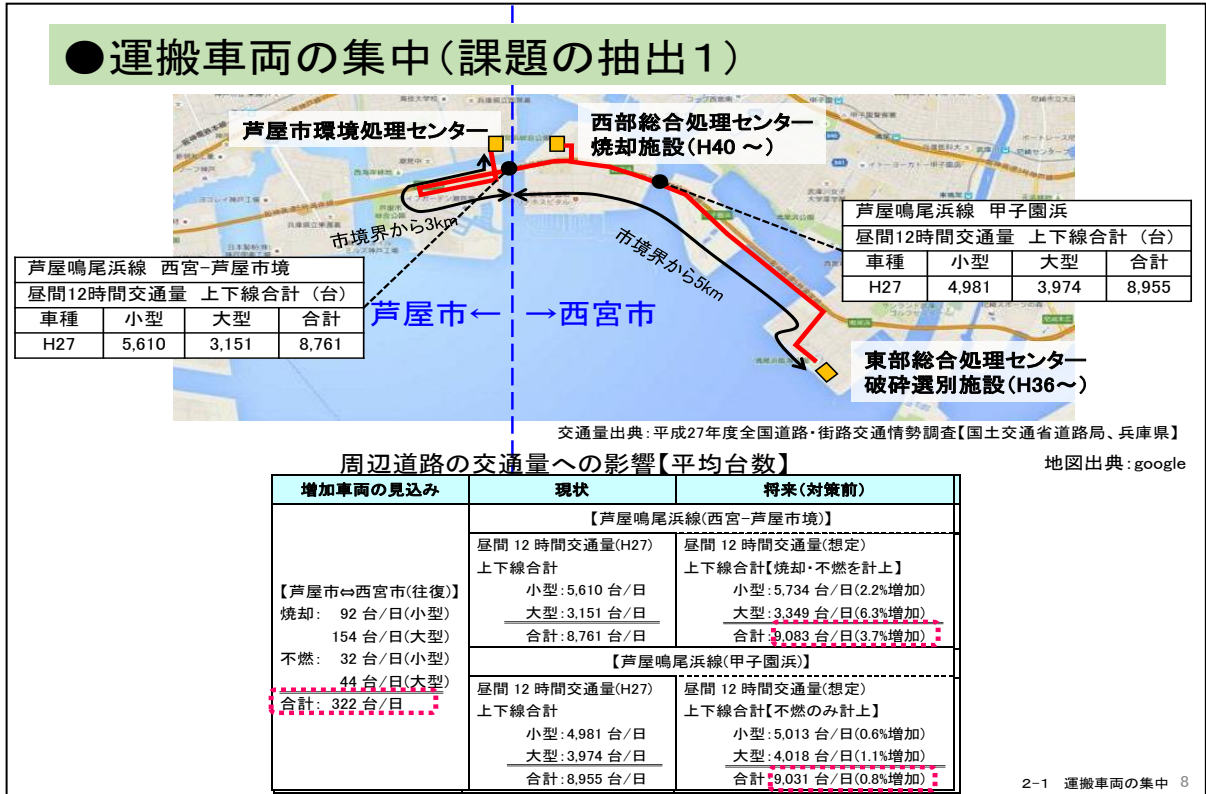 ●運搬車両の集中(課題の抽出1)
芦屋市環境処理センター
西部総合処理センター
焼却施設(H40 ～)
市境界から3km
市境界から5km
芦屋鳴尾浜線 甲子園浜
昼間12時間交通量 上下線合計 (台)
車種 小型 大型 合計
H27 4,981 3,974 8,955
芦屋鳴尾浜線 西宮-芦屋市境
昼間12時間交通量 上下線合計 (台)
車種 小型 大型 合計
H27 5,610 3,151 8,761
芦屋市← →西宮市
東部総合処理センター
破砕選別施設(H36～)
交通量出典:平成27年度全国道路・街路交通情勢調査【国土交通省道路局、兵庫県】
地図出典:google
周辺道路の交通量への影響【平均台数】
増加車両の見込み 現状 将来(対策前)
【芦屋市⇔西宮市(往復)】
焼却: 92 台/日(小型)
154 台/日(大型)
不燃: 32 台/日(小型)
44 台/日(大型)
合計: 322 台/日
【芦屋鳴尾浜線(西宮-芦屋市境)】
昼間 12 時間交通量(H27)
上下線合計
小型:5,610 台/日
大型:3,151 台/日
合計:8,761 台/日
昼間 12 時間交通量(想定)
上下線合計【焼却・不燃を計上】
小型:5,734 台/日(2.2%増加)
大型:3,349 台/日(6.3%増加)
合計:9,083 台/日(3.7%増加)
【芦屋鳴尾浜線(甲子園浜)】
昼間 12 時間交通量(H27)
上下線合計
小型:4,981 台/日
大型:3,974 台/日
合計:8,955 台/日
昼間 12 時間交通量(想定)
上下線合計【不燃のみ計上】
小型:5,013 台/日(0.6%増加)
大型:4,018 台/日(1.1%増加)
合計:9,031 台/日(0.8%増加)
2-1 運搬車両の集中 8